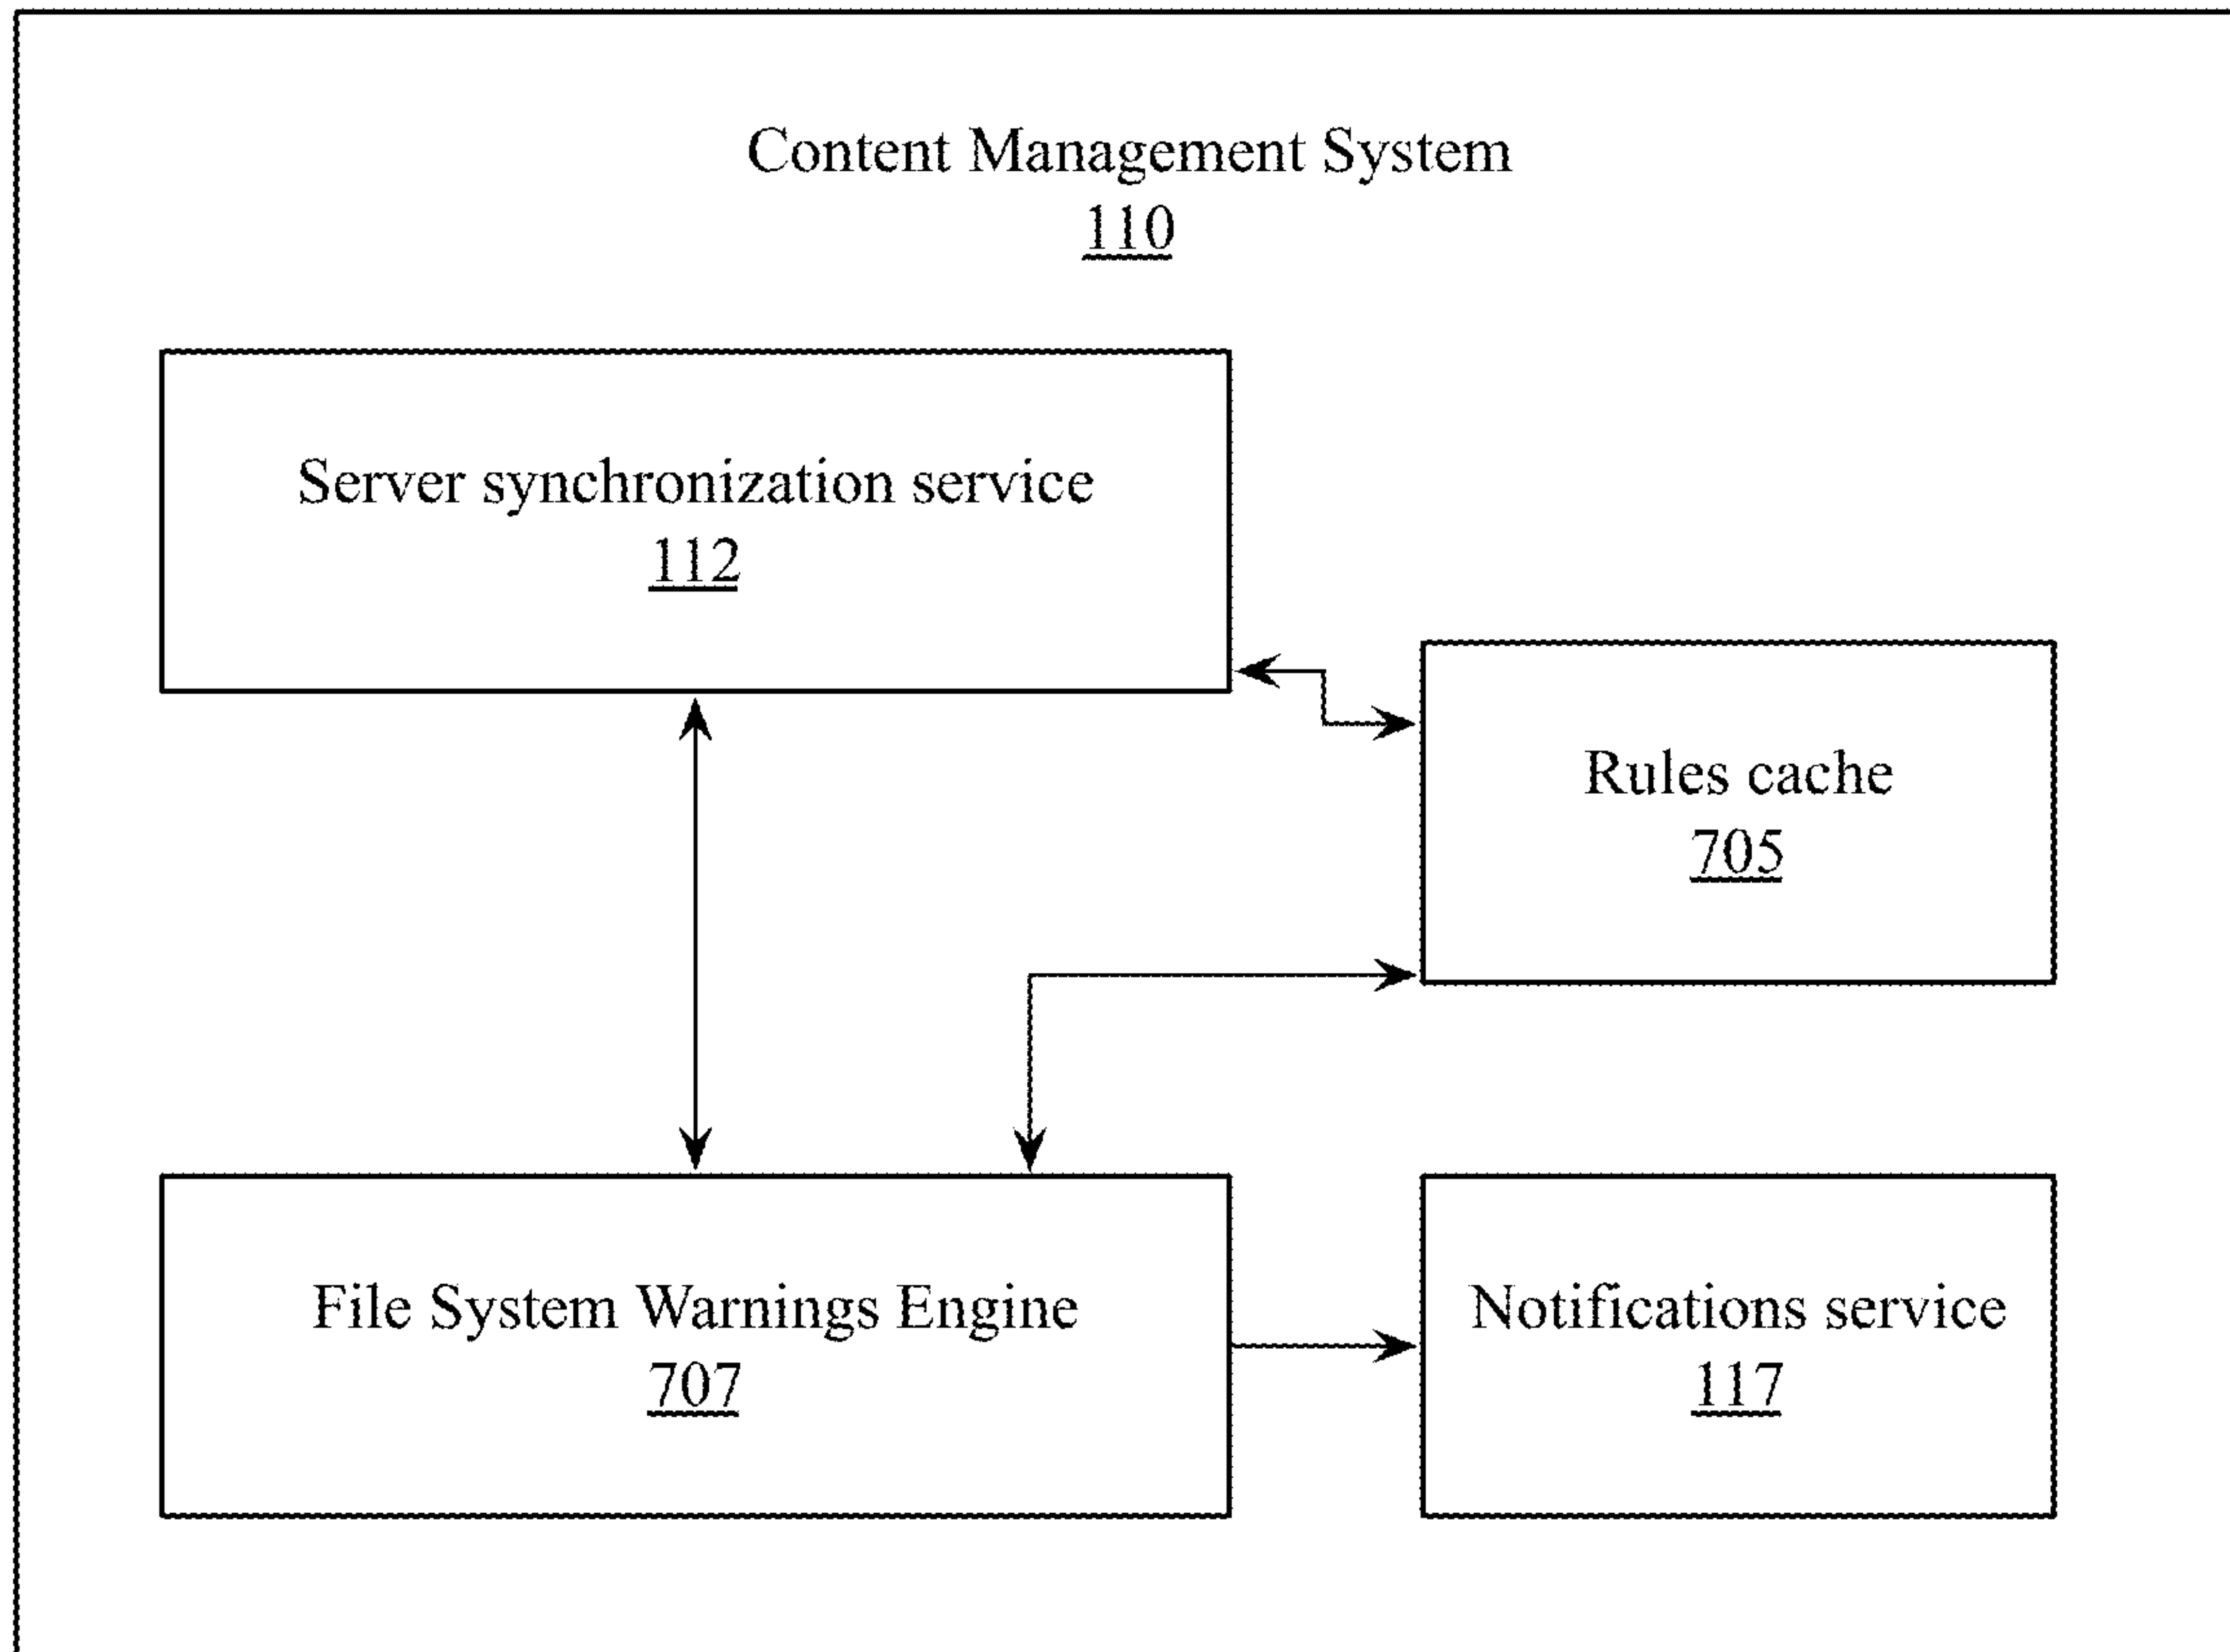 Content Management System
110
Server synchronization service
112
Rules cache
705
File System Warnings Engine
707
Notifications service
117